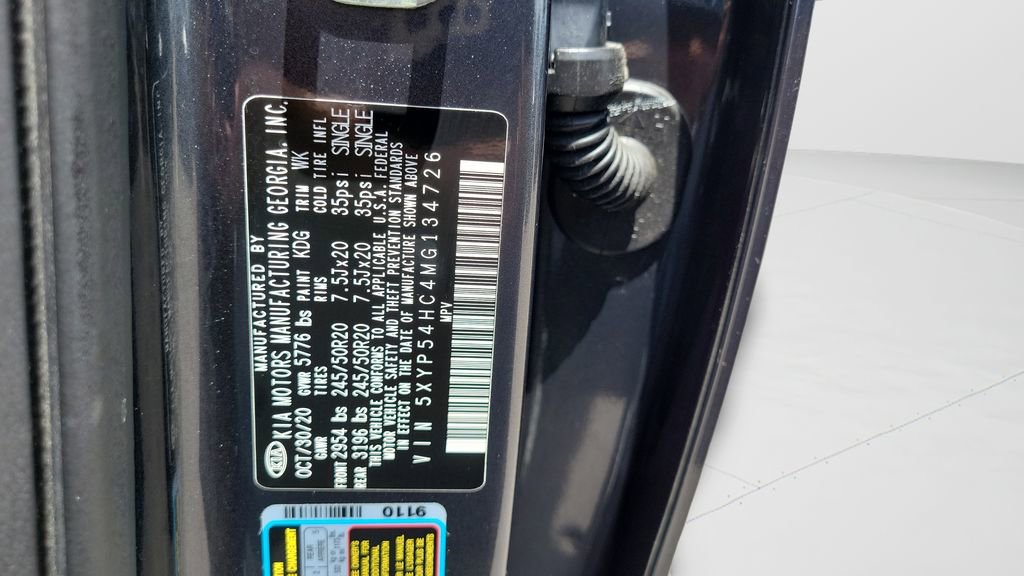 MANUFACTURED BY
KIA KIA MOTORS MANUFACTURING GEORGIA, INC.
OCT/30/20 GVWR 5776 lbs PAINT KDG TRIM WK
GAWR TIRES RIMS COLD TIRE INFL.
FRONT 2954 lbs 245/50R20 7.5Jx20 35psi SINGLE
REAR 3196 lbs 245/50R20 7.5Jx20 35psi SINGLE
THIS VEHICLE CONFORMS TO ALL APPLICABLE U.S.A. FEDERAL
MOTOR VEHICLE SAFETY AND THEFT PREVENTION STANDARDS
IN EFFECT ON THE DATE OF MANUFACTURE SHOWN ABOVE
VIN 5XYP54HC4MG134726
MPV
9110
REAR
ARRIERE